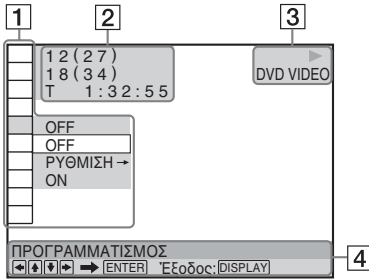 1
2
3
12(27)
18(34)
T 1:32:55
DVD VIDEO
OFF
OFF
ΡΥΘΜΙΣΗ →
ON
ΠΡΟΓΡΑΜΜΑΤΙΣΜΟΣ
ENTER Έξοδος: DISPLAY
4